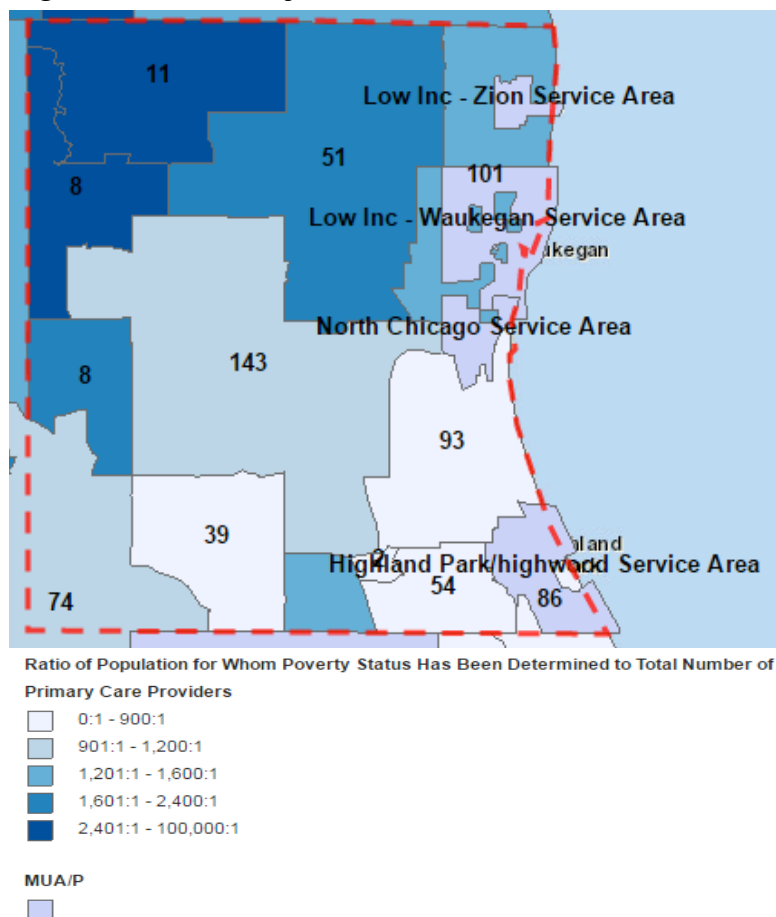 11
Low Inc - Zion Service Area
51
101
8
Low Inc - Waukegan Service Area
ukegan
North Chicago Service Area
143
8
93
39
2
Highland Park/highwood Service Area
54
86
74
Ratio of Population for Whom Poverty Status Has Been Determined to Total Number of
Primary Care Providers
0:1 - 900:1
901:1 - 1,200:1
1,201:1 - 1,600:1
1,601:1 - 2,400:1
2,401:1 - 100,000:1
MUA/P